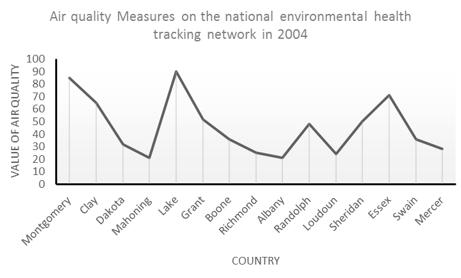 Air quality Measures on the national environmental health
tracking network in 2004
VALUE OF AIR QUALITY
100
90
80
70
60
50
40
30
20
10
0
Montgomery
Clay
Dakota
Mahoning
Lake
Grant
Boone
Richmond
Albany
Randolph
Loudoun
Sheridan
Essex
Swain
Mercer
COUNTRY